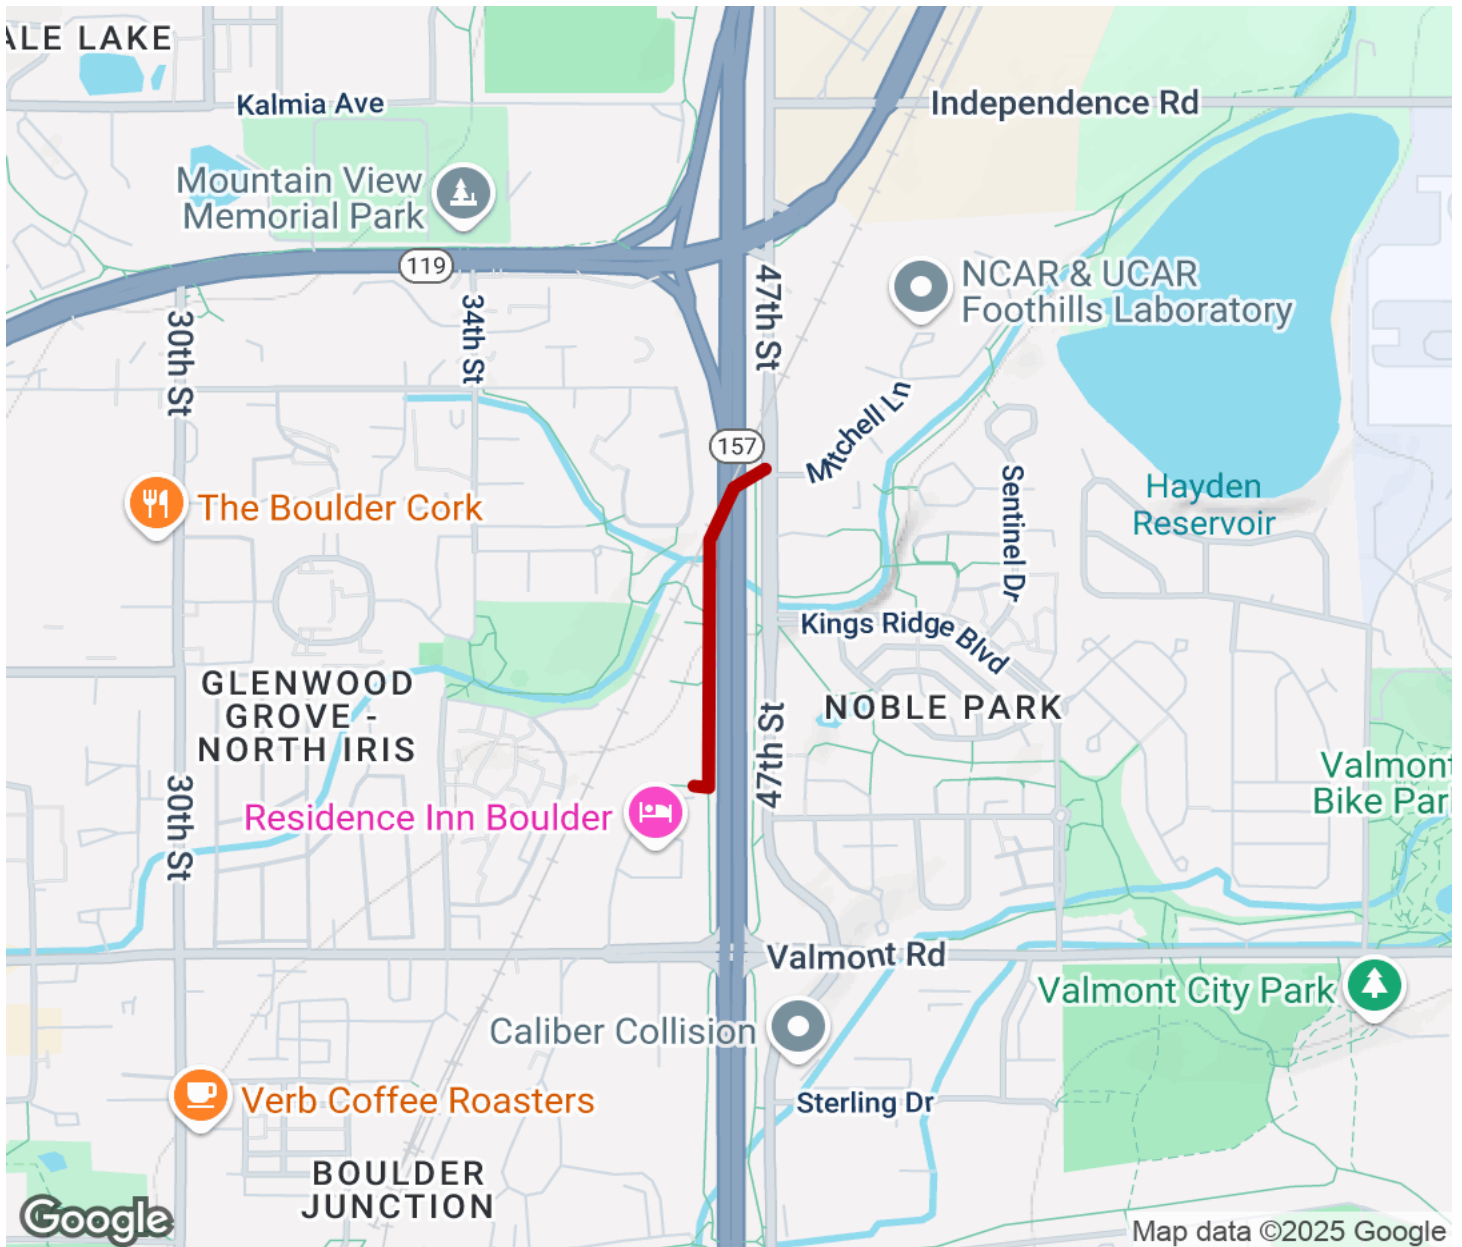 ALE LAKE
Kalmia Ave
Independence Rd
Mountain View
Memorial Park
119
47th St
NCAR & UCAR
Foothills Laboratory
30th St
34th St
Mitchell Ln
157
The Boulder Cork
Sentinel Dr
Hayden
Reservoir
Kings Ridge Blvd
GLENWOOD
GROVE -
NORTH IRIS
NOBLE PARK
47th St
Valmont
Bike Par
30th St
Residence Inn Boulder
Valmont Rd
Valmont City Park
Caliber Collision
Verb Coffee Roasters
Sterling Dr
BOULDER
JUNCTION
Google
Map data ©2025 Google